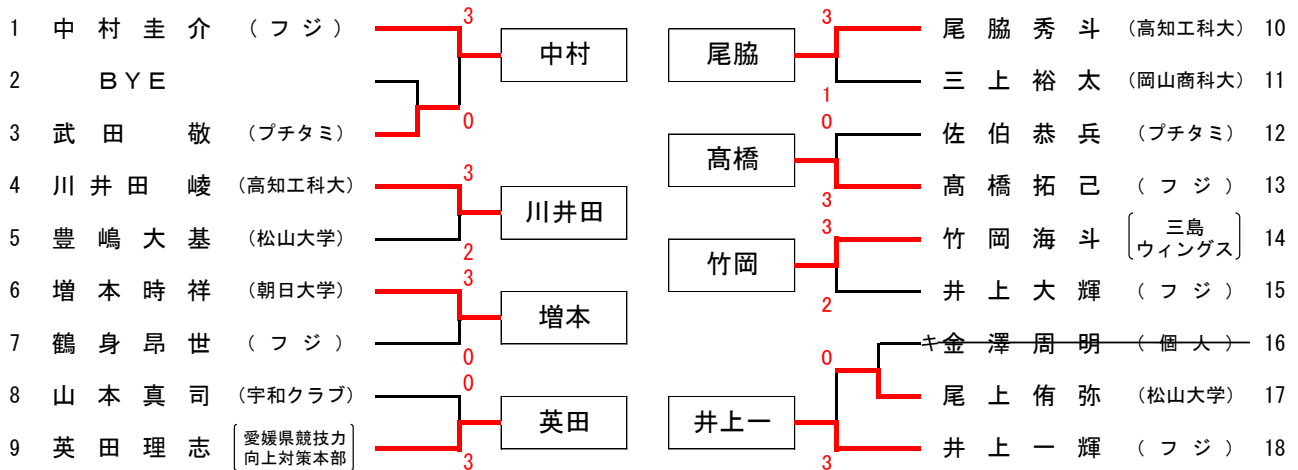 1 中村圭介 (フジ)
2 BYE
3 武田 敬 (プチタミ)
4 川井田 崚 (高知工科大)
5 豊嶋大基 (松山大学)
6 増本時祥 (朝日大学)
7 鶴身昂世 (フジ)
8 山本真司 (宇和クラブ)
9 英田理志 愛媛県競技力
向上対策本部
3
0
3
2
3
0
0
3
中村
川井田
増本
英田
尾脇
髙橋
竹岡
井上一
3
1
0
3
3
2
0
3
尾脇秀斗 (高知工科大) 10
三上裕太 (岡山商科大) 11
佐伯恭兵 (プチタミ) 12
髙橋拓己 (フジ) 13
竹岡海斗 三島
ウィングス 14
井上大輝 (フジ) 15
キ金澤周明 (個人) 16
尾上侑弥 (松山大学) 17
井上一輝 (フジ) 18